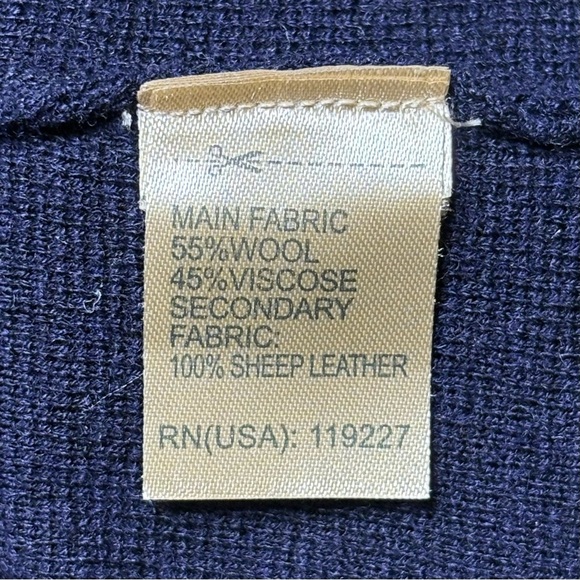 MAIN FABRIC
55%WOOL
45%VISCOSE
SECONDARY
FABRIC:
100% SHEEP LEATHER
RN(USA): 119227